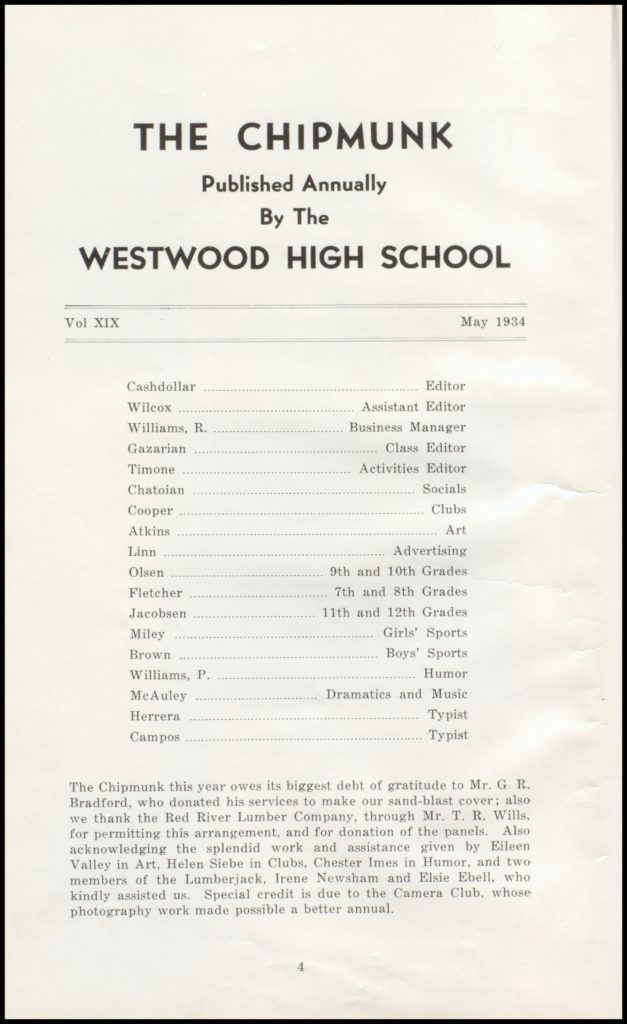 THE CHIPMUNK
Published Annually
By The
WESTWOOD HIGH SCHOOL
Vol XIX May 1934
Cashdollar ........ Editor
Wilcox ........ Assistant Editor
Williams, R. ........ Business Manager
Gazarian ........ Class Editor
Timone ........ Activities Editor
Chatoian ........ Socials
Cooper ........ Clubs
Atkins ........ Art
Linn ........ Advertising
Olsen ........ 9th and 10th Grades
Fletcher ........ 7th and 8th Grades
Jacobsen ........ 11th and 12th Grades
Miley ........ Girls' Sports
Brown ........ Boys' Sports
Williams, P. ........ Humor
McAuley ........ Dramatics and Music
Herrera ........ Typist
Campos ........ Typist
The Chipmunk this year owes its biggest debt of gratitude to Mr. G R.
Bradford, who donated his services to make our sand-blast cover; also
we thank the Red River Lumber Company, through Mr. T. R. Wills,
for permitting this arrangement, and for donation of the panels. Also
acknowledging the splendid work and assistance given by Eileen
Valley in Art, Helen Siebe in Clubs, Chester Imes in Humor, and two
members of the Lumberjack, Irene Newsham and Elsie Ebell, who
kindly assisted us. Special credit is due to the Camera Club, whose
photography work made possible a better annual.
4